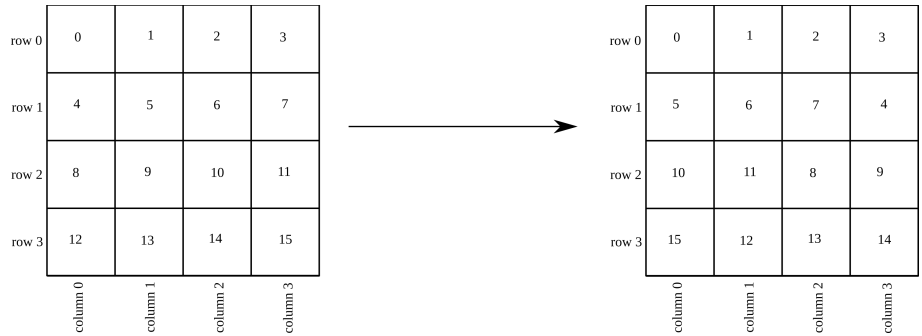 row 0 0 1 2 3
row 1 4 5 6 7
row 2 8 9 10 11
row 3 12 13 14 15
column 0 column 1 column 2 column 3
row 0 0 1 2 3
row 1 5 6 7 4
row 2 10 11 8 9
row 3 15 12 13 14
column 0 column 1 column 2 column 3